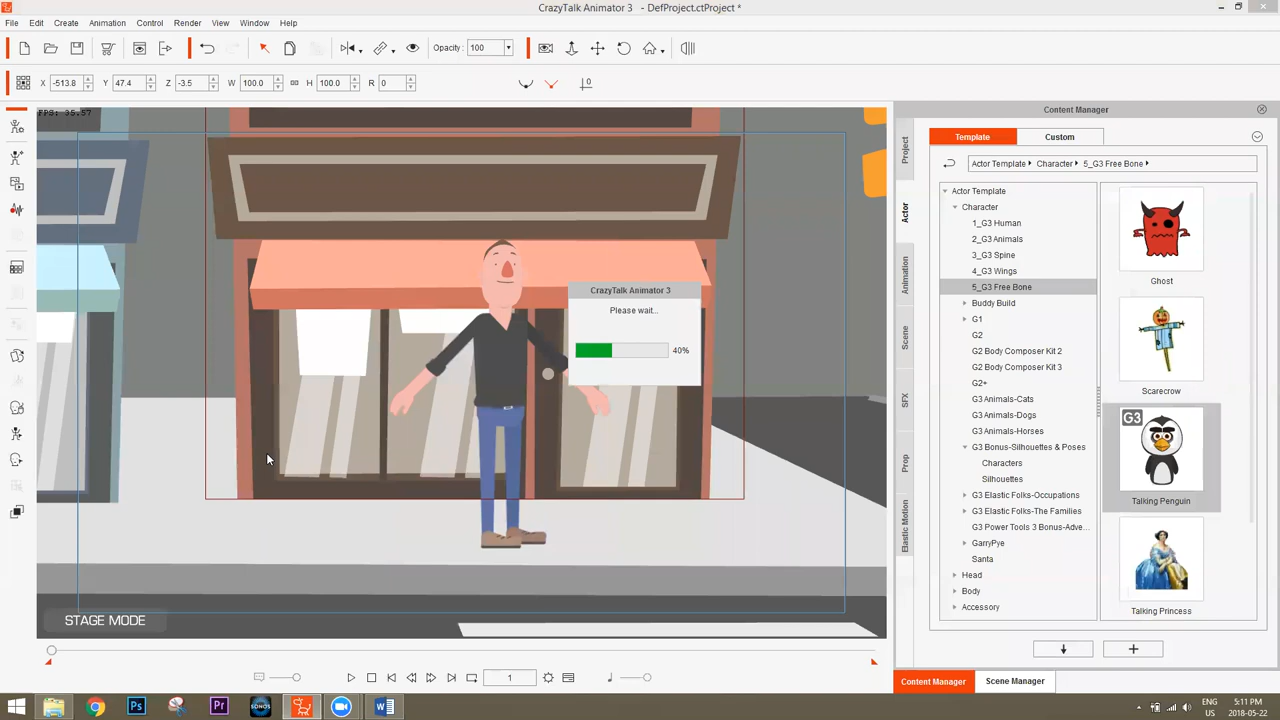 CrazyTalk Animator 3 - DefProject.ctProject *
File Edit Create Animation Control Render View Window Help
Opacity : 100
X -513.8 Y 47.4 Z -3.5 W 100.0 H 100.0 R 0
FPS: 35.57
Content Manager
Template Custom
Actor Template Character 5_G3 Free Bone
Project
Actor
Animation
Scene
SFX
Prop
Elastic Motion
Actor Template
Character
1_G3 Human
2_G3 Animals
3_G3 Spine
4_G3 Wings
5_G3 Free Bone
Buddy Build
G1
G2
G2 Body Composer Kit 2
G2 Body Composer Kit 3
G2+
G3 Animals-Cats
G3 Animals-Dogs
G3 Animals-Horses
G3 Bonus-Silhouettes & Poses
Characters
Silhouettes
G3 Elastic Folks-Occupations
G3 Elastic Folks-The Families
G3 Power Tools 3 Bonus-Adve...
GarryPye
Santa
Head
Body
Accessory
Ghost
Scarecrow
G3
Talking Penguin
Talking Princess
CrazyTalk Animator 3
Please wait...
40%
STAGE MODE
1
Content Manager Scene Manager
Ps Pr SONOS W
ENG 5:11 PM
US 2018-05-22